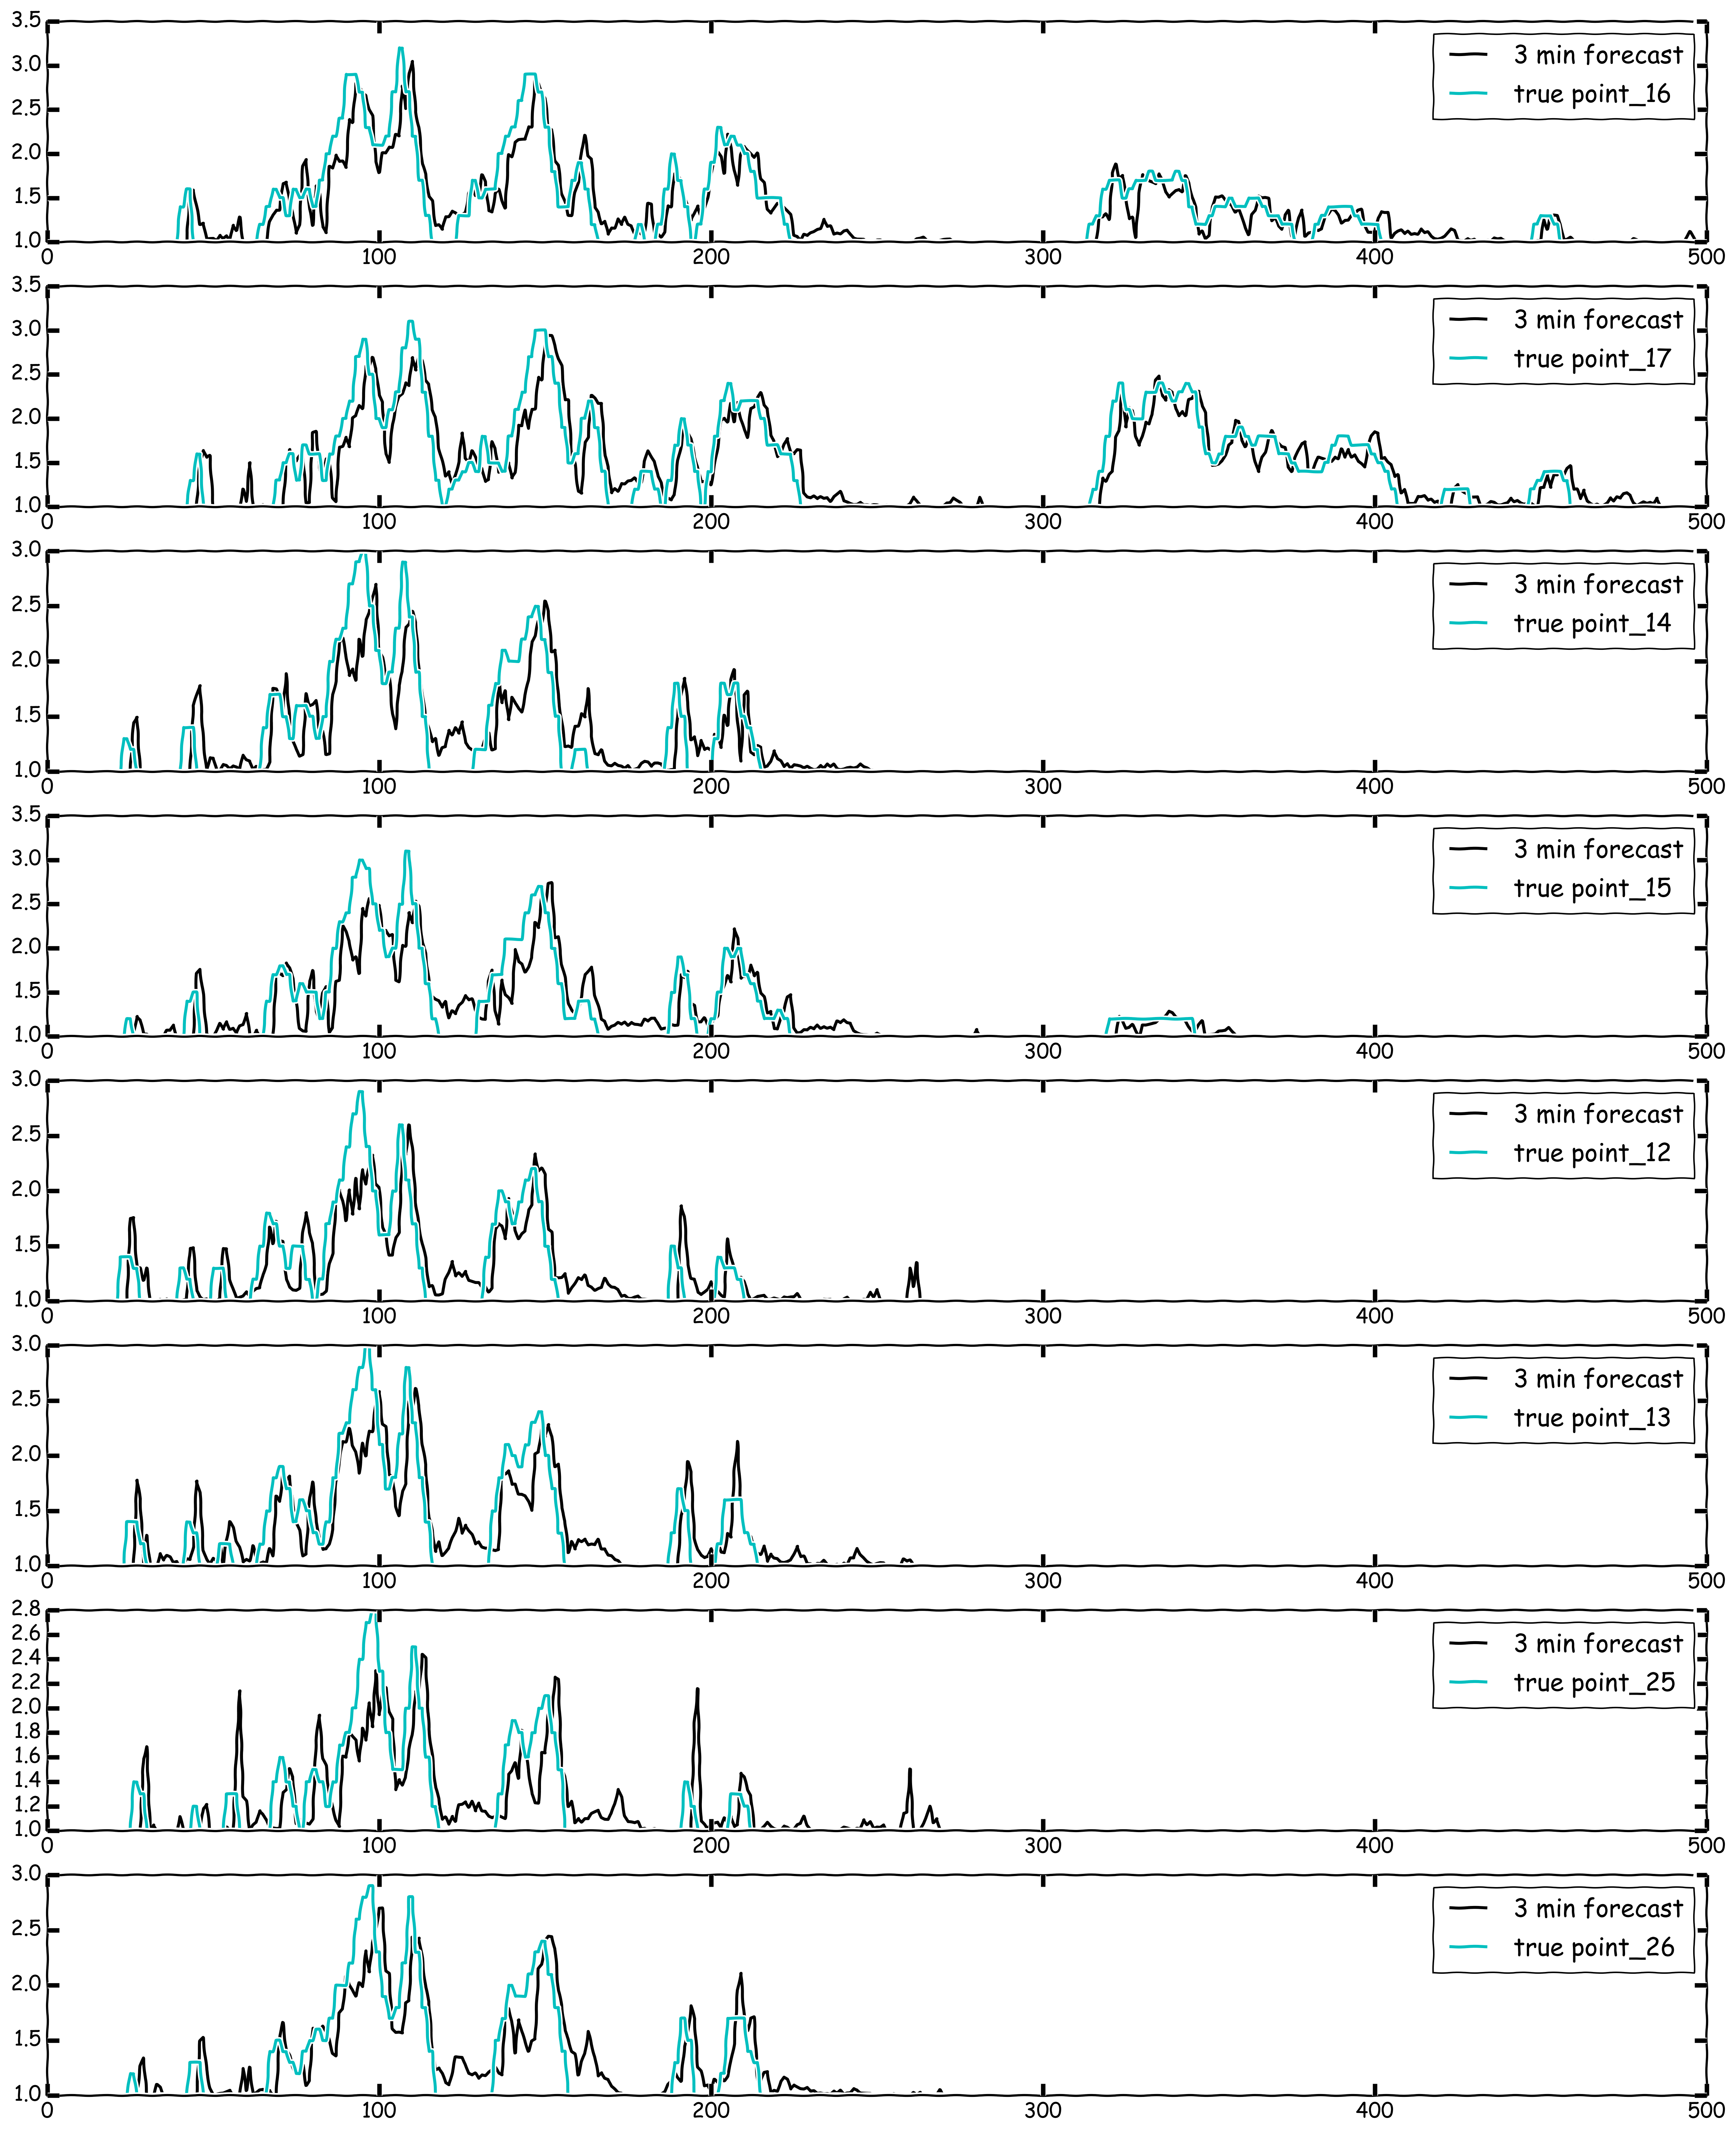 3.5
3 min forecast
3.0
true point_16
2.5
2.0
1.5
1.0
0 100 200 300 400 500
3.5
3 min forecast
3.0
true point_17
2.5
2.0
1.5
1.0
0 100 200 300 400 500
3.0
3 min forecast
2.5
true point_14
2.0
1.5
1.0
0 100 200 300 400 500
3.5
3 min forecast
3.0
true point_15
2.5
2.0
1.5
1.0
0 100 200 300 400 500
3.0
3 min forecast
2.5
true point_12
2.0
1.5
1.0
0 100 200 300 400 500
3.0
3 min forecast
2.5
true point_13
2.0
1.5
1.0
0 100 200 300 400 500
2.8
2.6
3 min forecast
2.4
2.2
true point_25
2.0
1.8
1.6
1.4
1.2
1.0
0 100 200 300 400 500
3.0
3 min forecast
2.5
true point_26
2.0
1.5
1.0
0 100 200 300 400 500